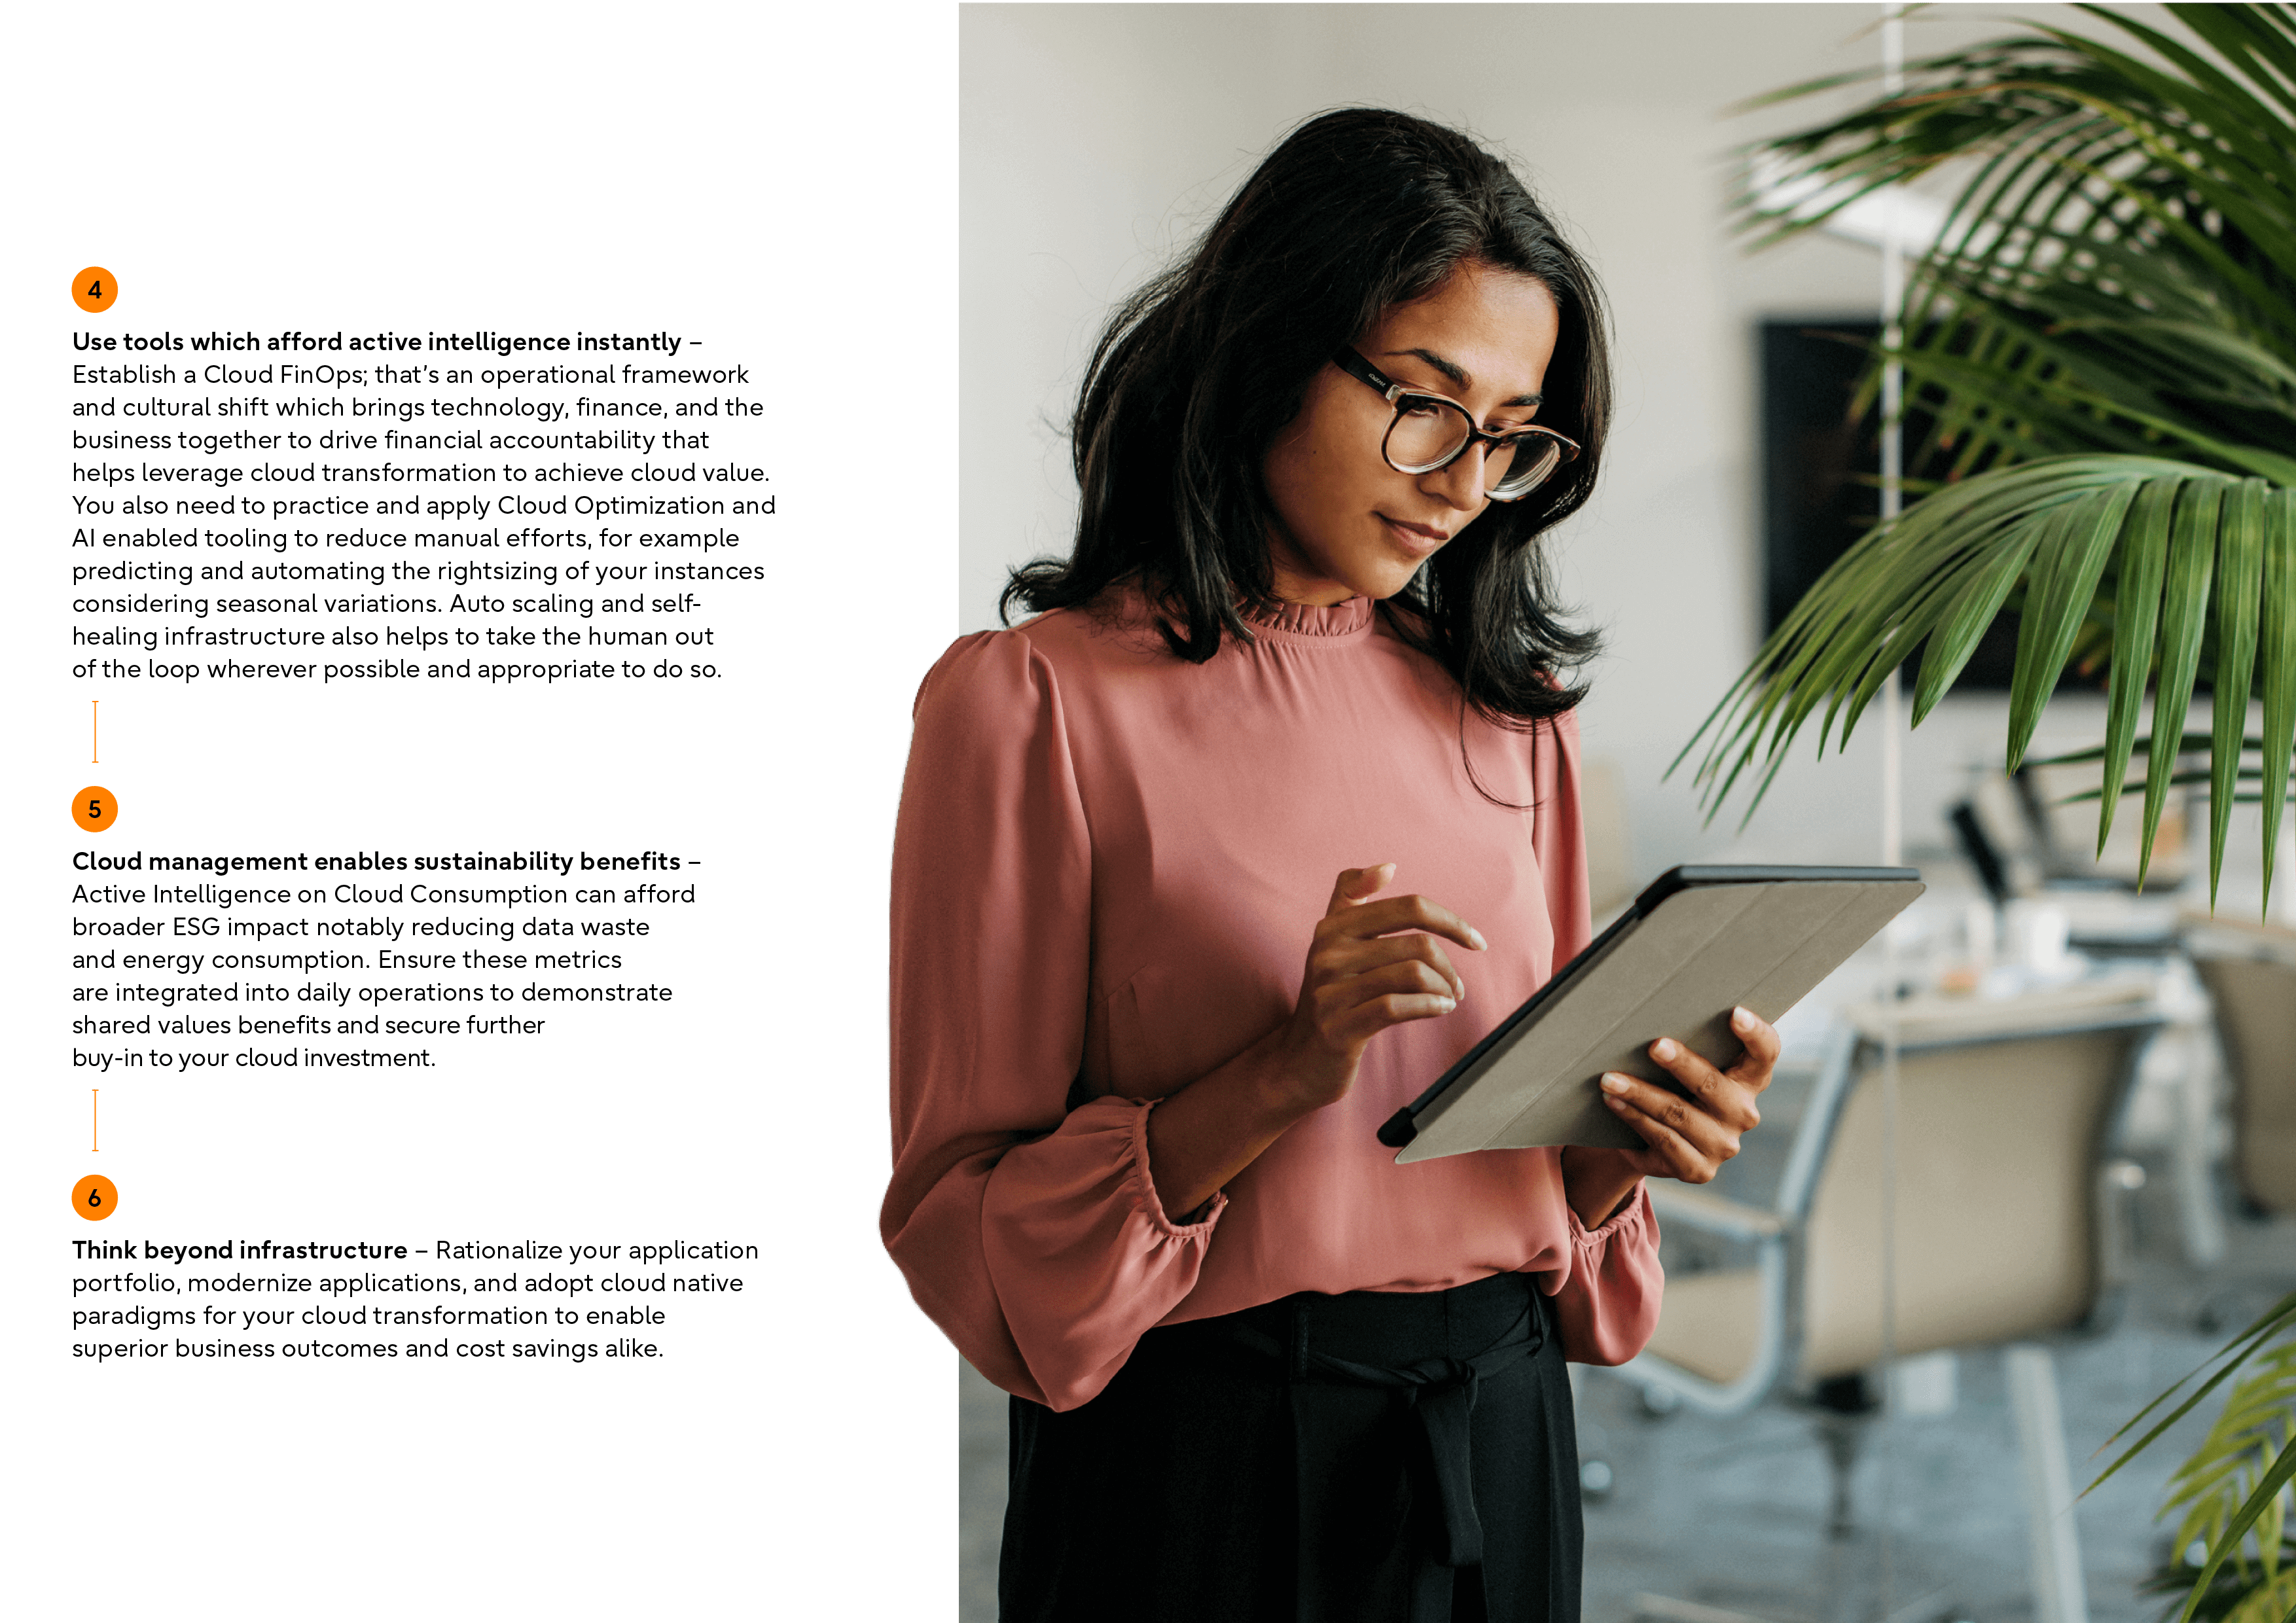 4
Use tools which afford active intelligence instantly –
Establish a Cloud FinOps; that’s an operational framework
and cultural shift which brings technology, finance, and the
business together to drive financial accountability that
helps leverage cloud transformation to achieve cloud value.
You also need to practice and apply Cloud Optimization and
AI enabled tooling to reduce manual efforts, for example
predicting and automating the rightsizing of your instances
considering seasonal variations. Auto scaling and self-
healing infrastructure also helps to take the human out
of the loop wherever possible and appropriate to do so.
5
Cloud management enables sustainability benefits –
Active Intelligence on Cloud Consumption can afford
broader ESG impact notably reducing data waste
and energy consumption. Ensure these metrics
are integrated into daily operations to demonstrate
shared values benefits and secure further
buy-in to your cloud investment.
6
Think beyond infrastructure – Rationalize your application
portfolio, modernize applications, and adopt cloud native
paradigms for your cloud transformation to enable
superior business outcomes and cost savings alike.